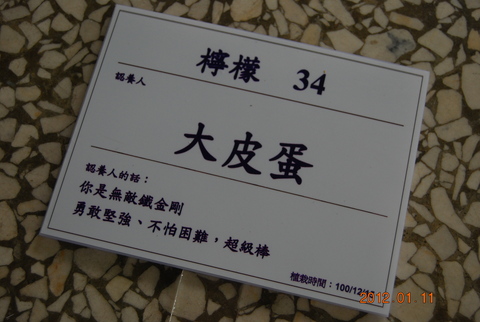 檸檬 34
認養人
大皮蛋
認養人的話：
你是無敵鐵金剛
勇敢堅強、不怕困難，超級棒
植栽時間：100/12/
2012.01.11